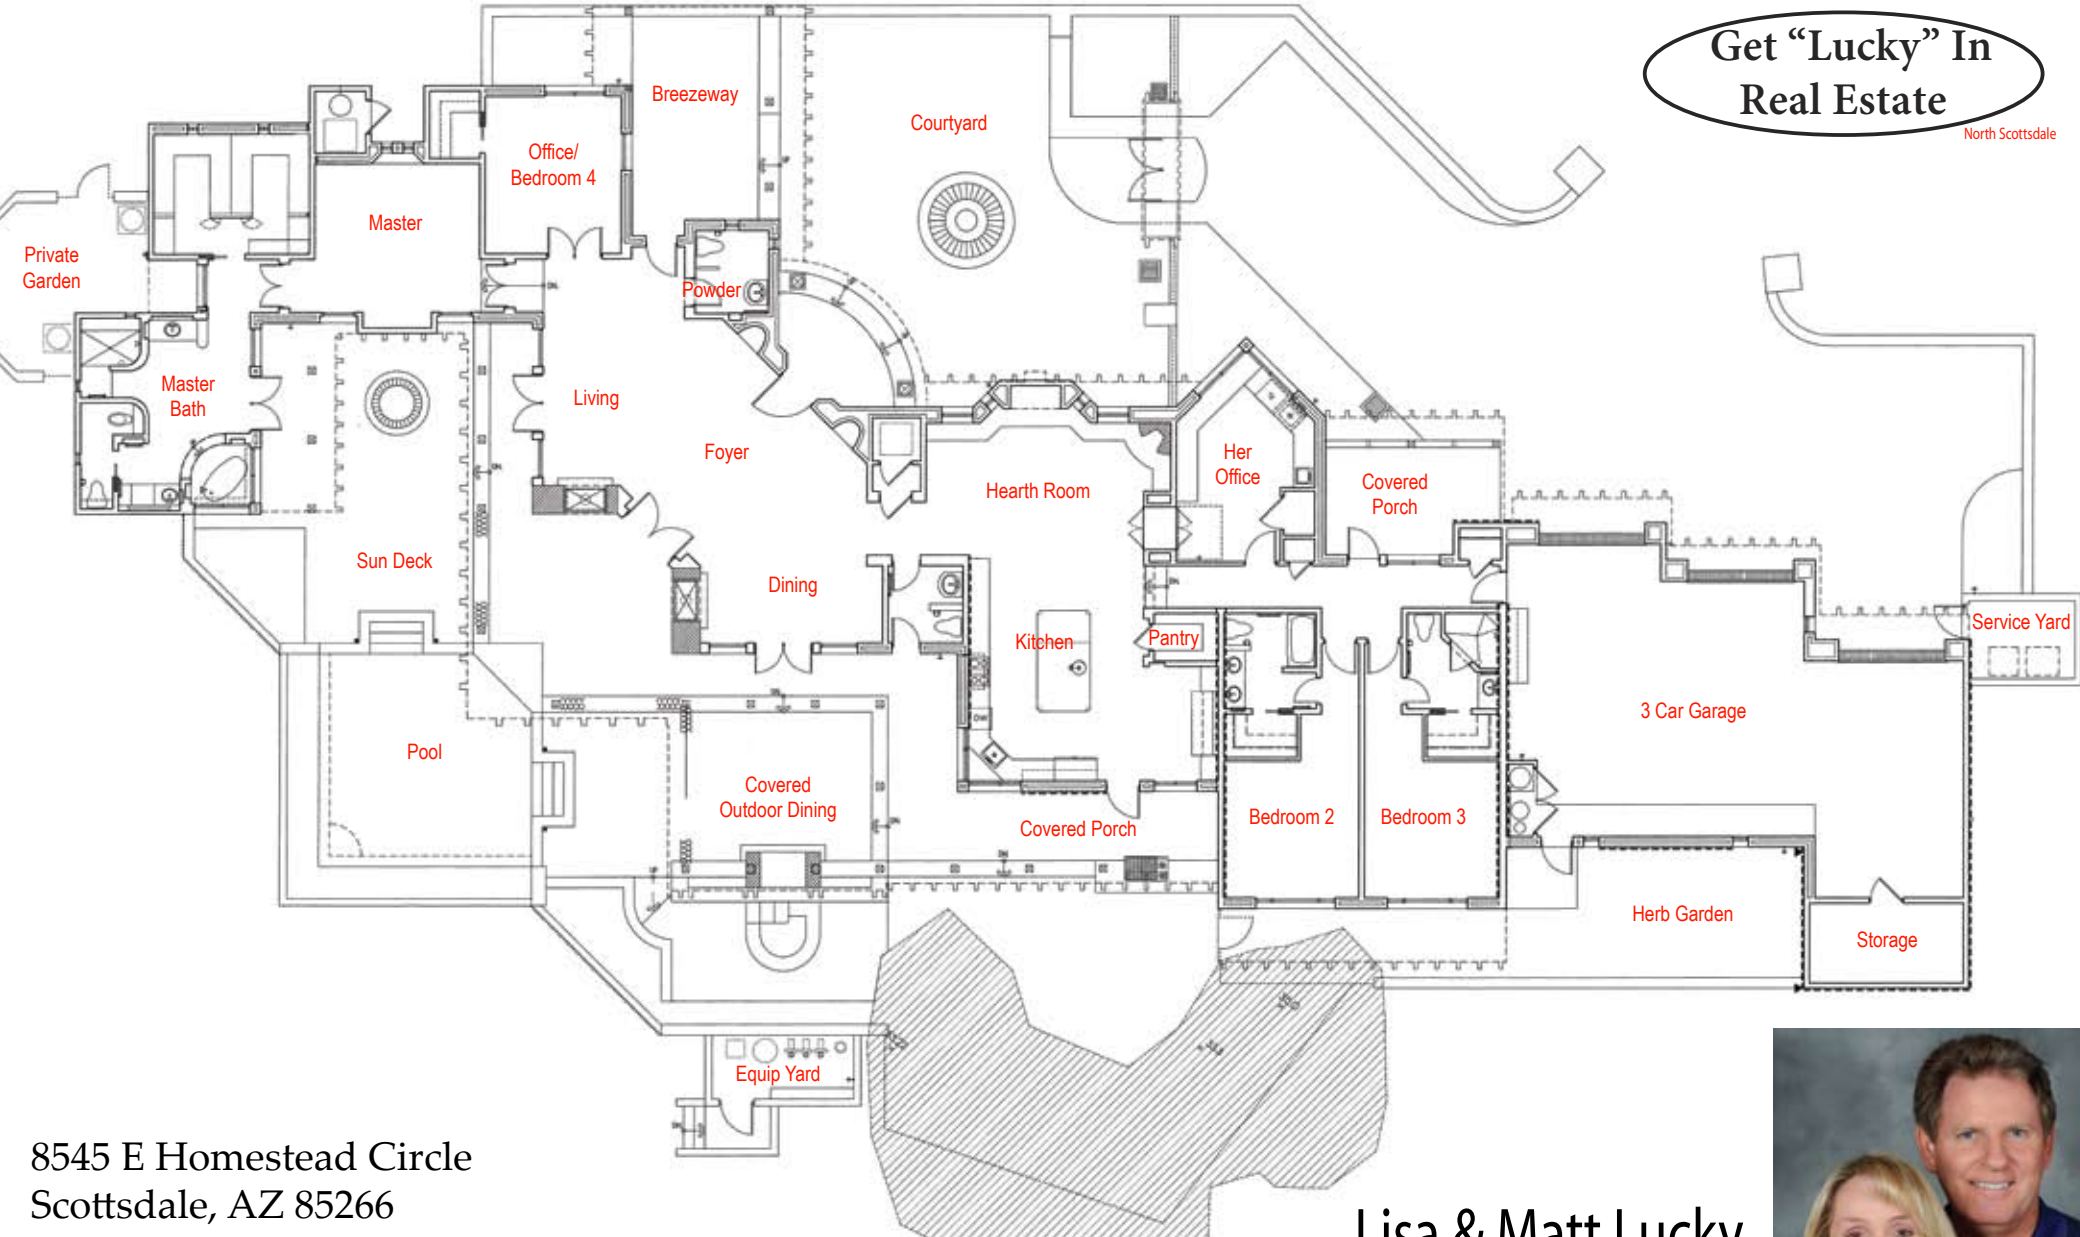 Get “Lucky” In
Real Estate
North Scottsdale
Breezeway
Courtyard
Office/
Bedroom 4
Master
Private
Garden
Powder
Master
Bath
Living
Foyer
Hearth Room
Her
Office
Covered
Porch
Sun Deck
Dining
Kitchen
Pantry
Service Yard
3 Car Garage
Pool
DW
Covered
Outdoor Dining
Covered Porch
Bedroom 2
Bedroom 3
Herb Garden
Storage
Equip Yard
8545 E Homestead Circle
Scottsdale, AZ 85266
Lisa & Matt Lucky